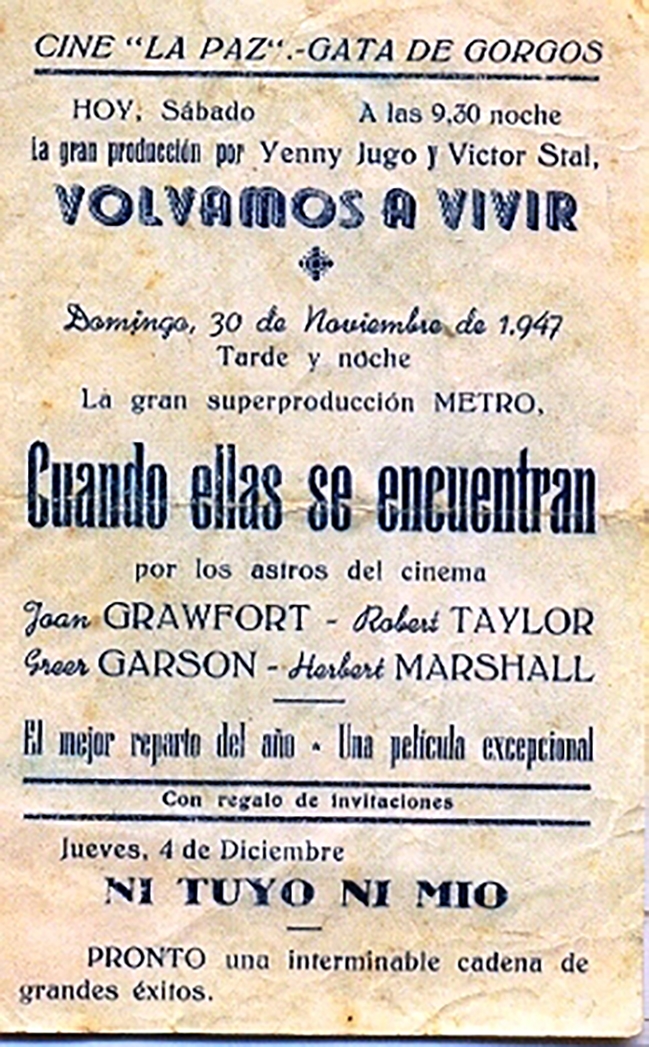 CINE "LA PAZ".-GATA DE GORGOS
HOY, Sábado A las 9,30 noche
la gran producción por Yenny Jugo y Victor Stal,
VOLVAMOS A VIVIR
Domingo, 30 de Noviembre de 1.947
Tarde y noche
La gran superproducción METRO,
Cuando ellas se encuentran
por los astros del cinema
Joan GRAWFORT - Robert TAYLOR
Greer GARSON - Herbert MARSHALL
El mejor reparto del año - Una película excepcional
Con regalo de invitaciones
Jueves, 4 de Diciembre
NI TUYO NI MIO
PRONTO una interminable cadena de
grandes éxitos.